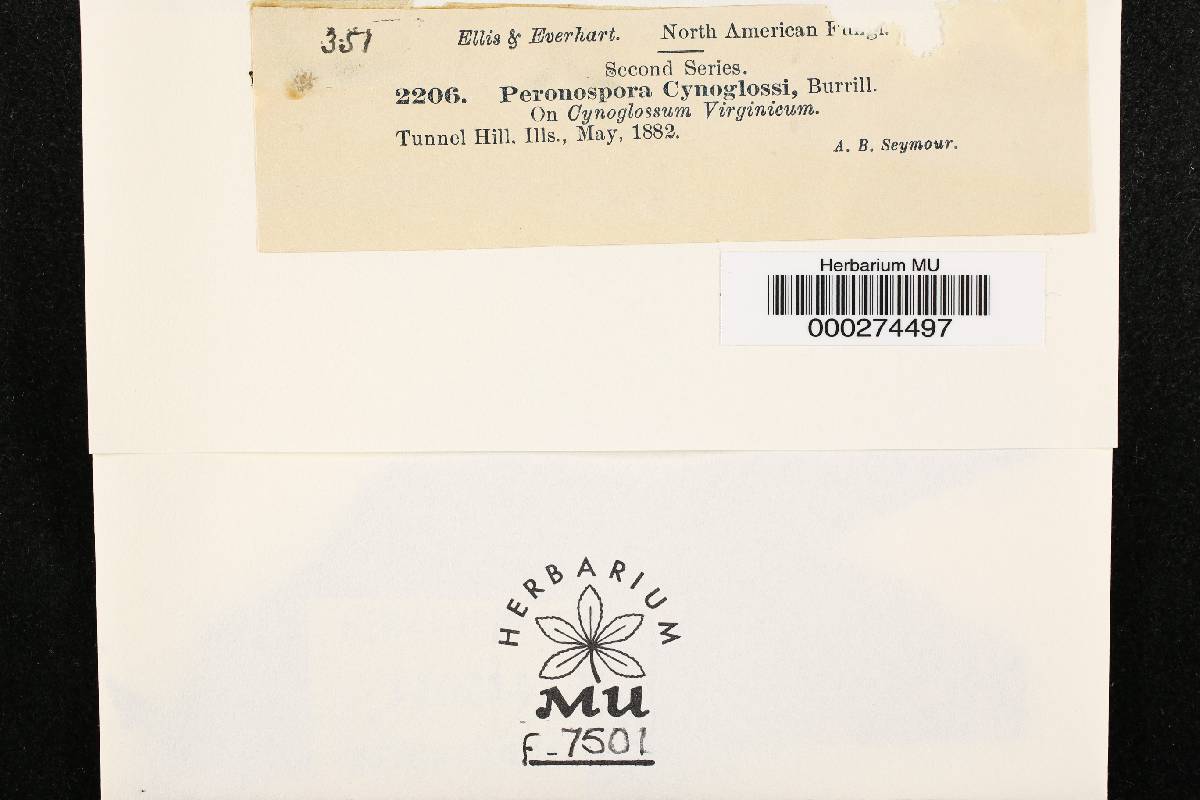 351
Ellis & Everhart. North American Fungi.
Second Series.
2206. Peronospora Cynoglossi, Burrill.
On Cynoglossum Virginicum.
Tunnel Hill, Ills., May, 1882.
A. B. Seymour.
Herbarium MU
000274497
HERBARIUM
MU
F-7501